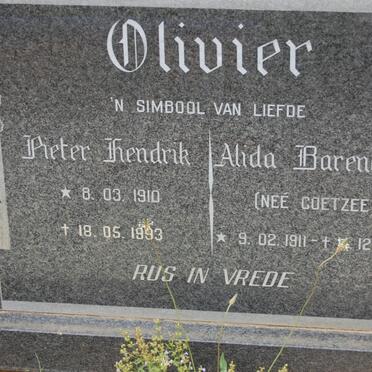 Olivier
'N SIMBOOL VAN LIEFDE
Pieter Hendrik
★ 8. 03. 1910
✝ 18. 05. 1993
Alida
(NEÉ COETZEE
★ 9. 02. 1911 - ✝
RUS IN VREDE